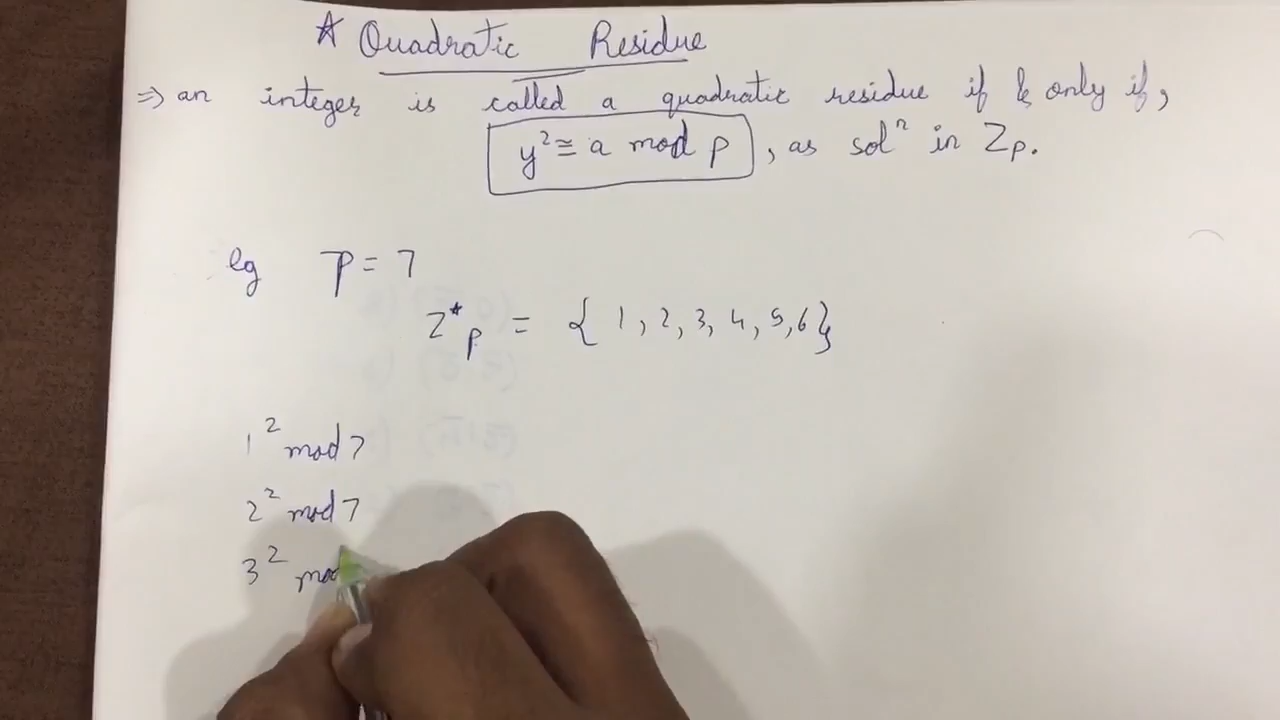 ☆ Quadratic Residue
⇒ an integer is called a quadratic residue if & only if,
y² ≅ a mod p , as solⁿ in Zp.
eg p = 7
Z*p = { 1, 2, 3, 4, 5, 6}
1² mod 7
2² mod 7
3² mod